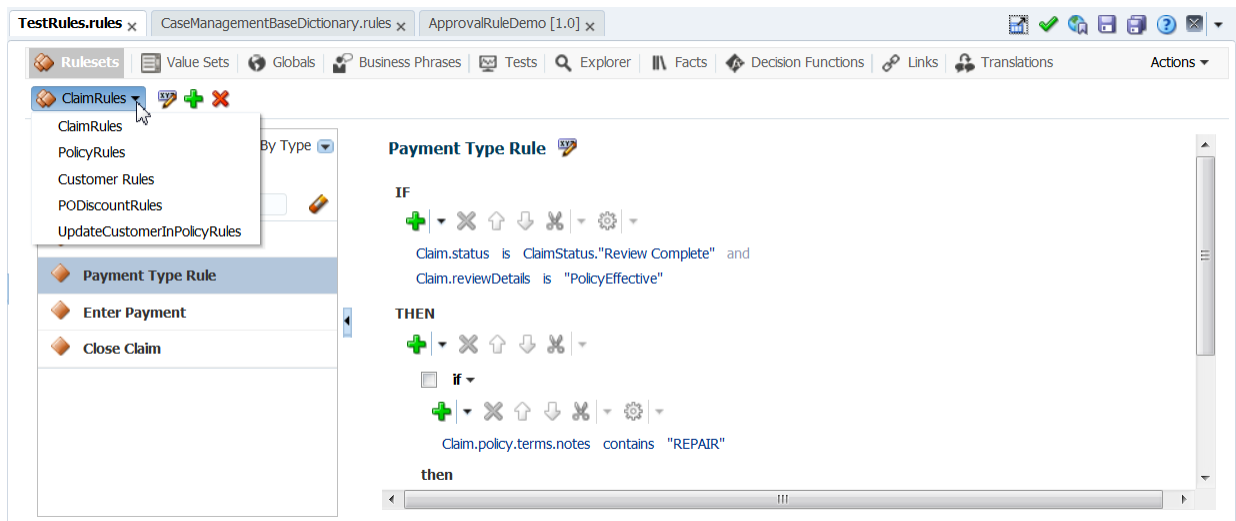 TestRules.rules CaseManagementBaseDictionary.rules ApprovalRuleDemo [1.0]
Rulesets Value Sets Globals Business Phrases Tests Explorer Facts Decision Functions Links Translations Actions
ClaimRules
ClaimRules
PolicyRules
Customer Rules
PODiscountRules
UpdateCustomerInPolicyRules
By Type
Payment Type Rule
Enter Payment
Close Claim
Payment Type Rule
IF
Claim.status is ClaimStatus."Review Complete" and
Claim.reviewDetails is "PolicyEffective"
THEN
if
Claim.policy.terms.notes contains "REPAIR"
then